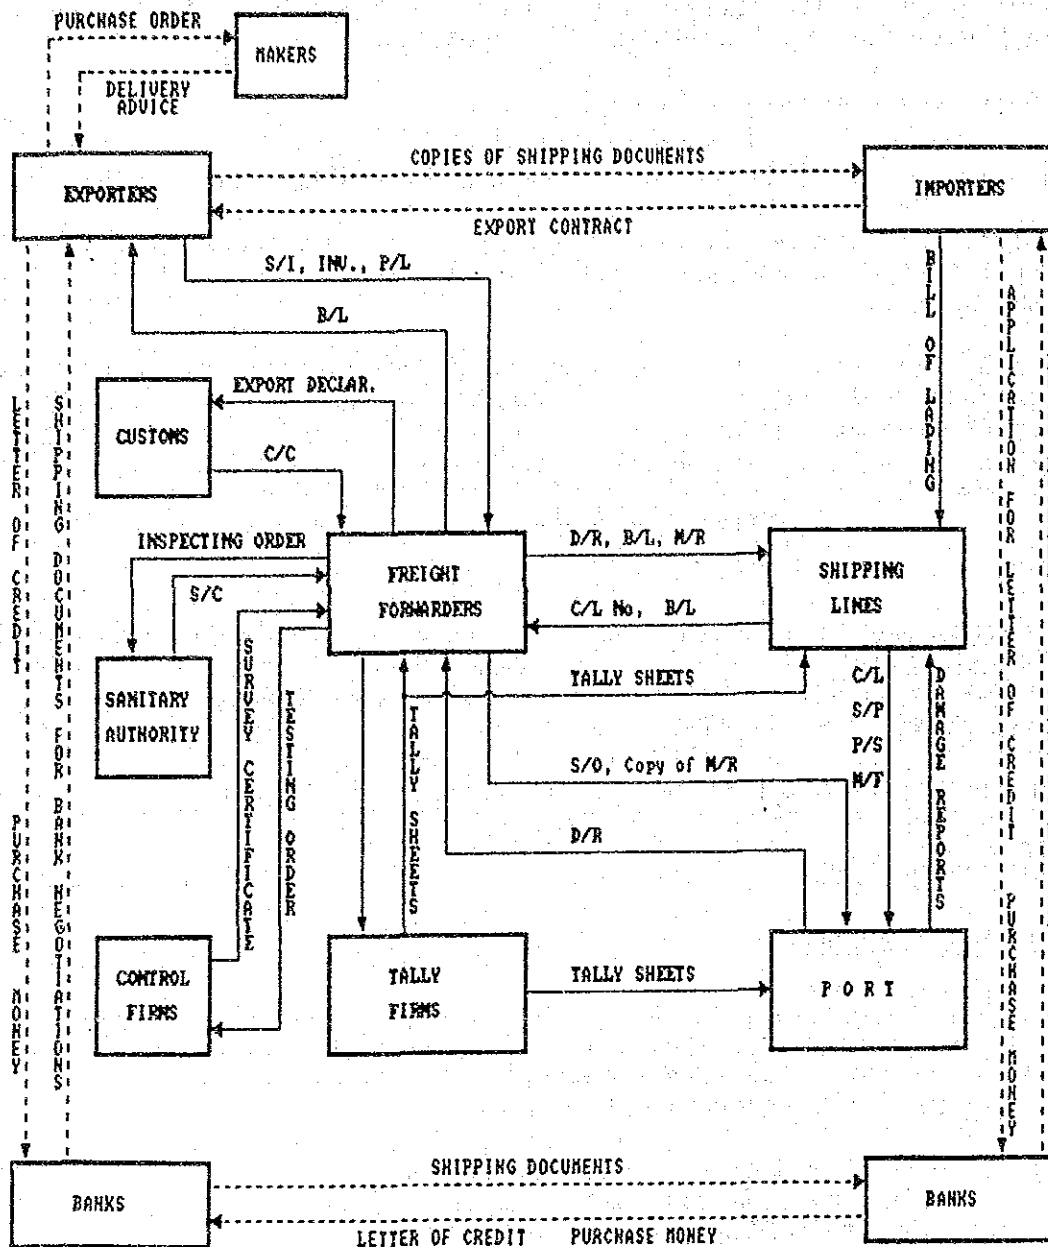 PURCHASE ORDER
MAKERS
DELIVERY
ADVICE
COPIES OF SHIPPING DOCUMENTS
EXPORTERS
IMPORTERS
EXPORT CONTRACT
S/I, INV., P/L
B/L
BILL OF LADING
APPLICATION FOR LETTER OF CREDIT PURCHASE MONEY
EXPORT DECLAR.
CUSTOMS
C/C
LETTER OF CREDIT PURCHASE MONEY
SHIPPING DOCUMENTS FOR BANK NEGOTIATIONS
INSPECTING ORDER
S/C
FREIGHT
FORWARDERS
D/R, B/L, M/R
C/L No, B/L
SHIPPING
LINES
SANITARY
AUTHORITY
SURVEY CERTIFICATE
TESTING ORDER
TALLY SHEETS
TALLY SHEETS
C/L
S/P
P/S
M/F
DAMAGE REPORTS
S/O, Copy of M/R
D/R
CONTROL
FIRMS
TALLY
FIRMS
TALLY SHEETS
PORT
SHIPPING DOCUMENTS
BANKS
BANKS
LETTER OF CREDIT PURCHASE MONEY